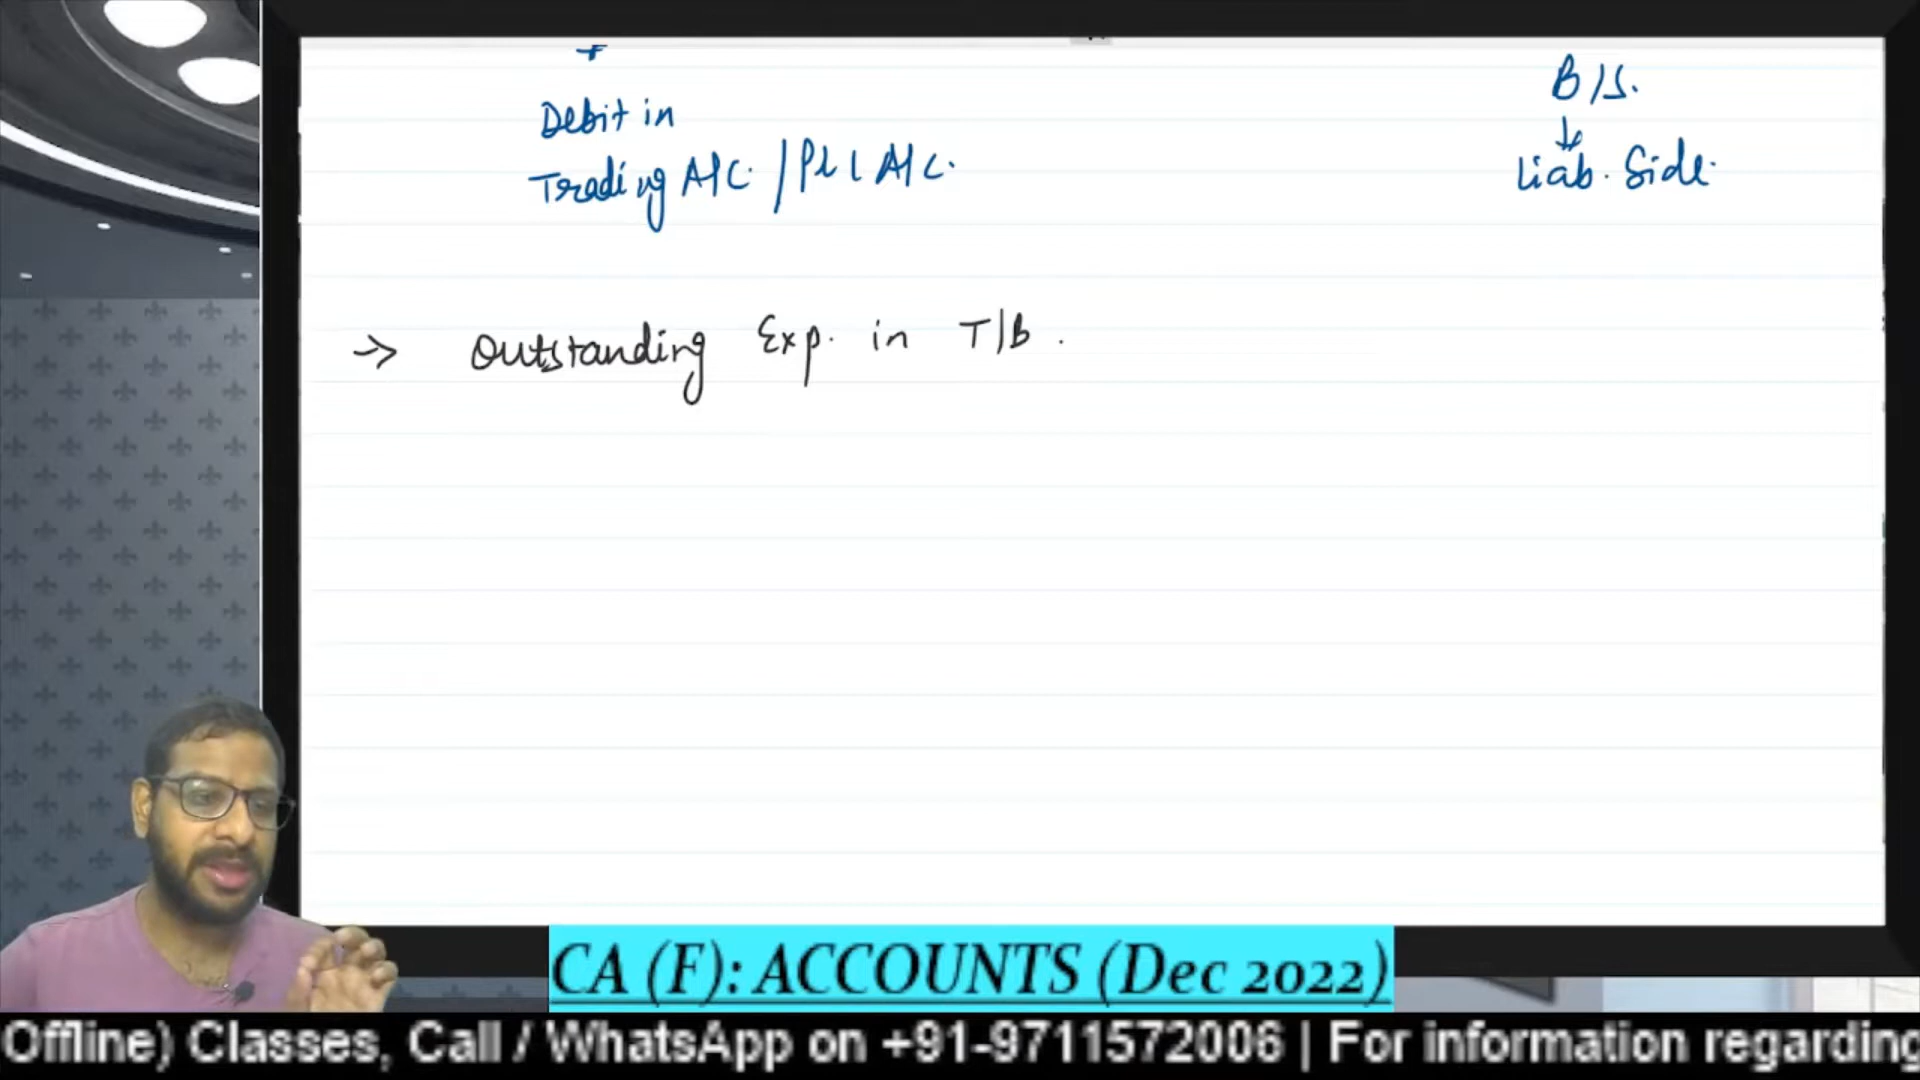 Debit in
Trading A/C. / P&L A/C.
B/S.
Liab. Side.
→ Outstanding Exp. in T/B.
CA (F): ACCOUNTS (Dec 2022)
Offline) Classes, Call / WhatsApp on +91-9711572006 | For information regarding